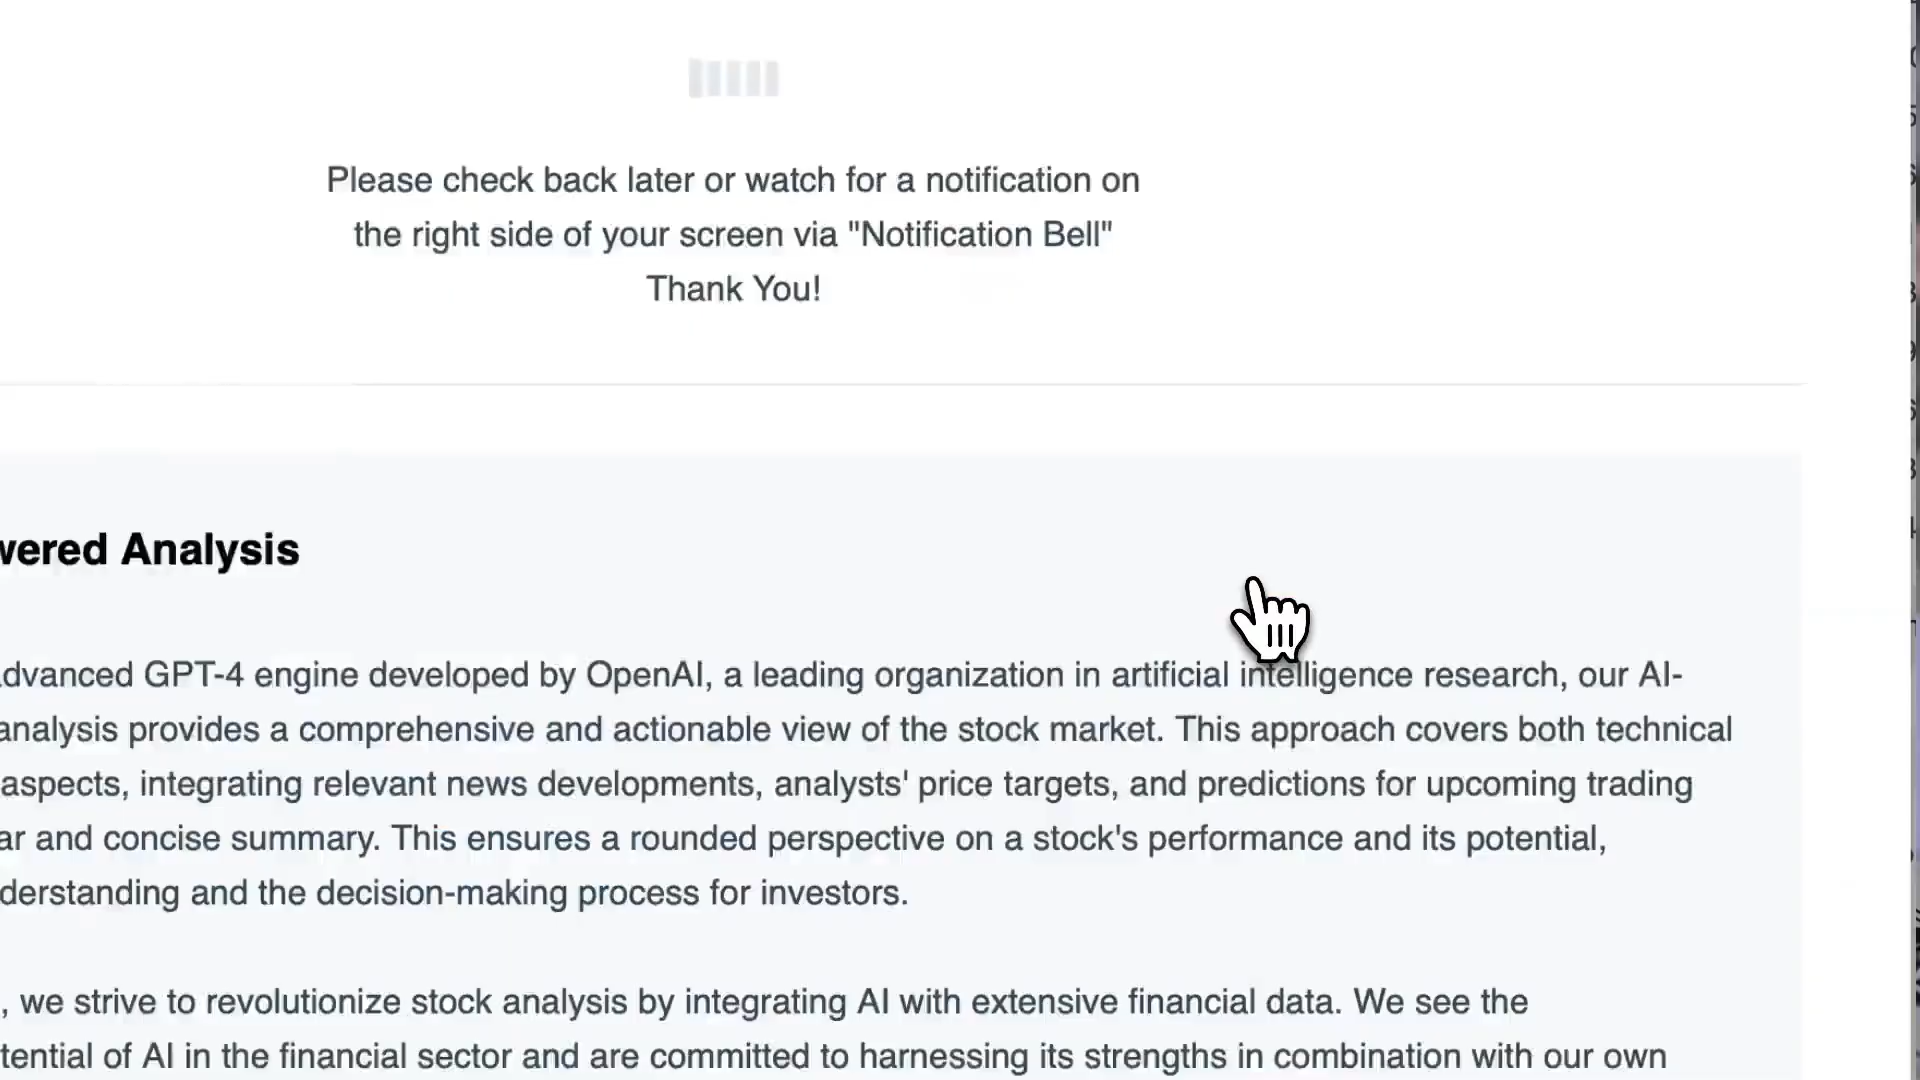 Please check back later or watch for a notification on
the right side of your screen via "Notification Bell"
Thank You!
wered Analysis
dvanced GPT-4 engine developed by OpenAI, a leading organization in artificial intelligence research, our AI-
analysis provides a comprehensive and actionable view of the stock market. This approach covers both technical
aspects, integrating relevant news developments, analysts' price targets, and predictions for upcoming trading
ar and concise summary. This ensures a rounded perspective on a stock's performance and its potential,
derstanding and the decision-making process for investors.
, we strive to revolutionize stock analysis by integrating AI with extensive financial data. We see the
tential of AI in the financial sector and are committed to harnessing its strengths in combination with our own